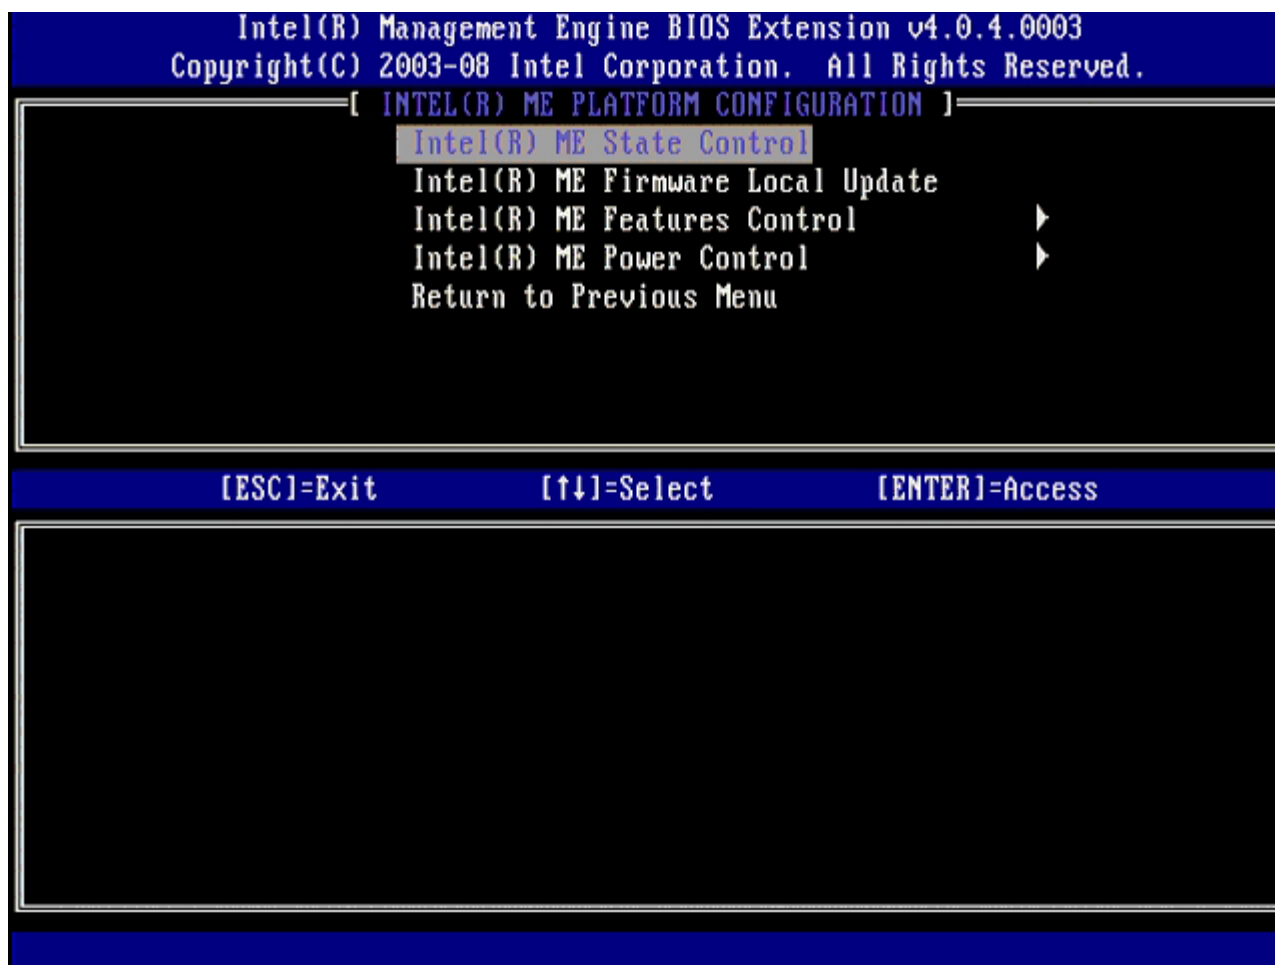 Intel(R) Management Engine BIOS Extension v4.0.4.0003
Copyright(C) 2003-08 Intel Corporation. All Rights Reserved.
[ INTEL(R) ME PLATFORM CONFIGURATION ]
Intel(R) ME State Control
Intel(R) ME Firmware Local Update
Intel(R) ME Features Control
Intel(R) ME Power Control
Return to Previous Menu
[ESC]=Exit [↑↓]=Select [ENTER]=Access